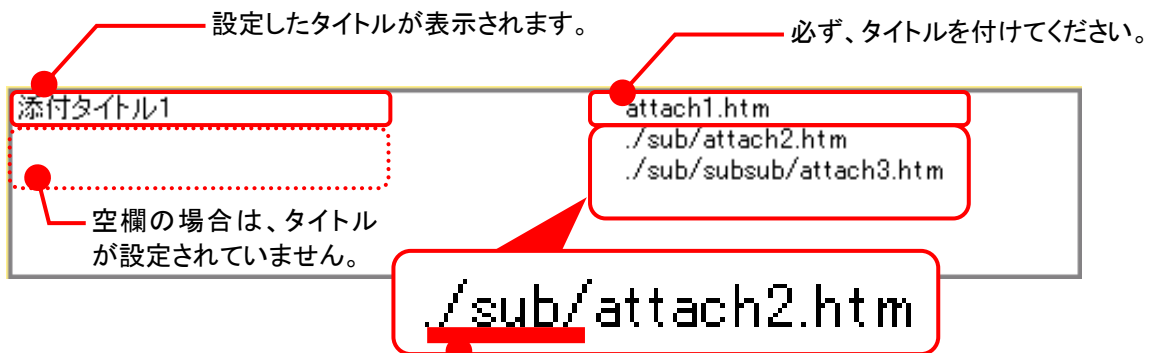 設定したタイトルが表示されます。
必ず、タイトルを付けてください。
添付タイトル1
attach1.htm
./sub/attach2.htm
./sub/subsub/attach3.htm
空欄の場合は、タイトル
が設定されていません。
./sub/attach2.htm